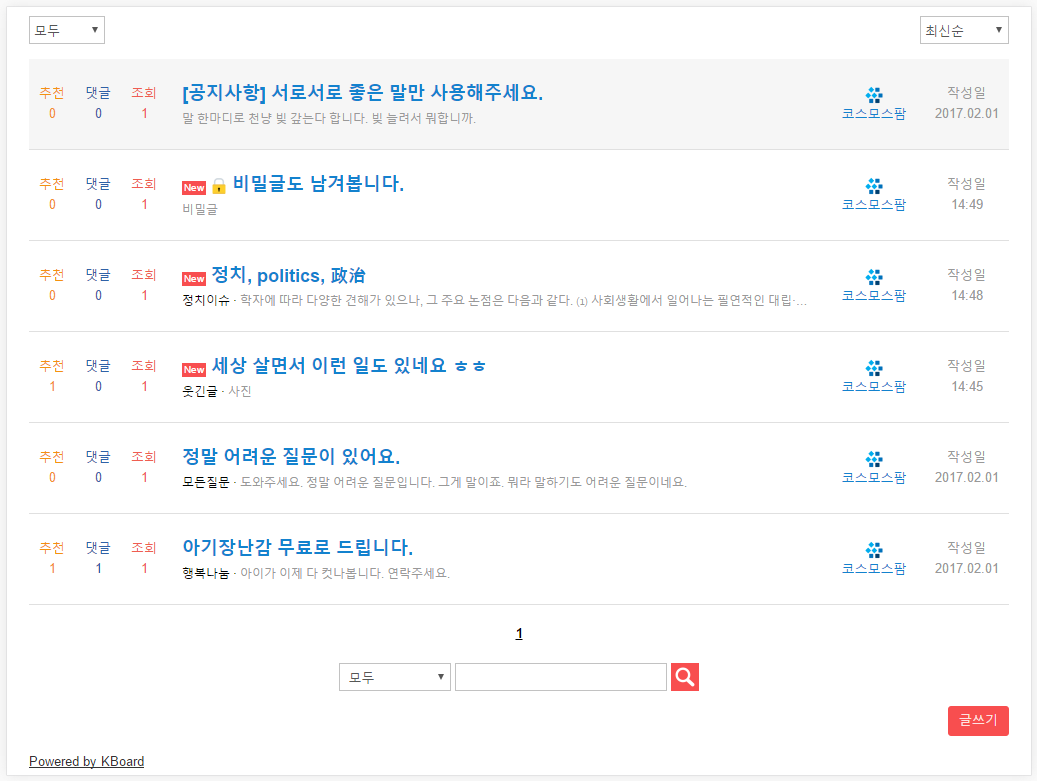 모두 최신순
추천 댓글 조회 [공지사항] 서로서로 좋은 말만 사용해주세요. 작성일
0 0 1 말 한마디로 천냥 빚 갚는다 합니다. 빚 늘려서 뭐합니까. 코스모스팜 2017.02.01
추천 댓글 조회 New 비밀글도 남겨봅니다. 작성일
0 0 1 비밀글 코스모스팜 14:49
추천 댓글 조회 New 정치, politics, 政治 작성일
0 0 1 정치이슈 · 학자에 따라 다양한 견해가 있으나, 그 주요 논점은 다음과 같다. ⑴ 사회생활에서 일어나는 필연적인 대립·... 코스모스팜 14:48
추천 댓글 조회 New 세상 살면서 이런 일도 있네요 ㅎㅎ 작성일
1 0 1 웃긴글 · 사진 코스모스팜 14:45
추천 댓글 조회 정말 어려운 질문이 있어요. 작성일
0 0 1 모든질문 · 도와주세요. 정말 어려운 질문입니다. 그게 말이죠. 뭐라 말하기도 어려운 질문이네요. 코스모스팜 2017.02.01
추천 댓글 조회 아기장난감 무료로 드립니다. 작성일
1 1 1 행복나눔 · 아이가 이제 다 컷나봅니다. 연락주세요. 코스모스팜 2017.02.01
1
모두
글쓰기
Powered by KBoard